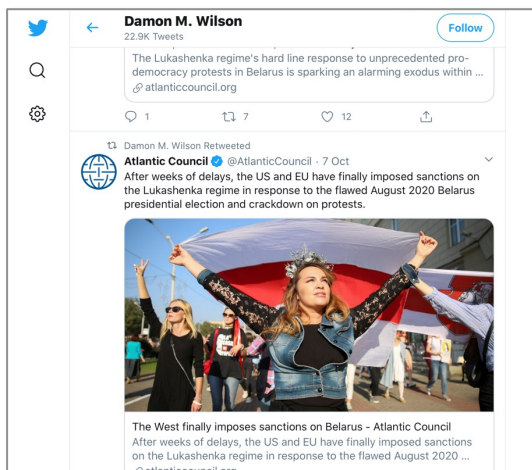 Damon M. Wilson
22.9K Tweets
Follow
The Lukashenka regime's hard line response to unprecedented pro-
democracy protests in Belarus is sparking an alarming exodus within ...
atlanticcouncil.org
1 7 12
Damon M. Wilson Retweeted
Atlantic Council @AtlanticCouncil · 7 Oct
After weeks of delays, the US and EU have finally imposed sanctions on
the Lukashenka regime in response to the flawed August 2020 Belarus
presidential election and crackdown on protests.
The West finally imposes sanctions on Belarus - Atlantic Council
After weeks of delays, the US and EU have finally imposed sanctions
on the Lukashenka regime in response to the flawed August 2020 ...